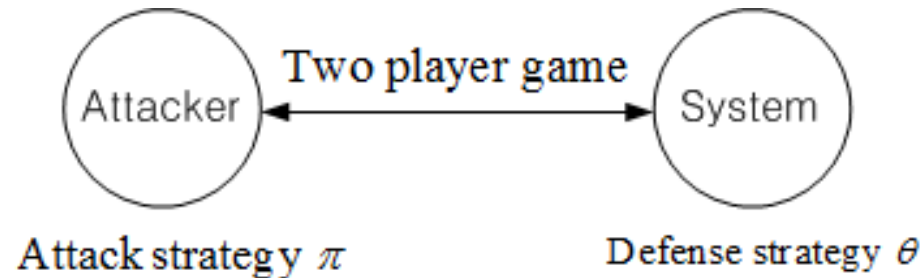 Two player game
Attacker
System
Attack strategy π
Defense strategy θ